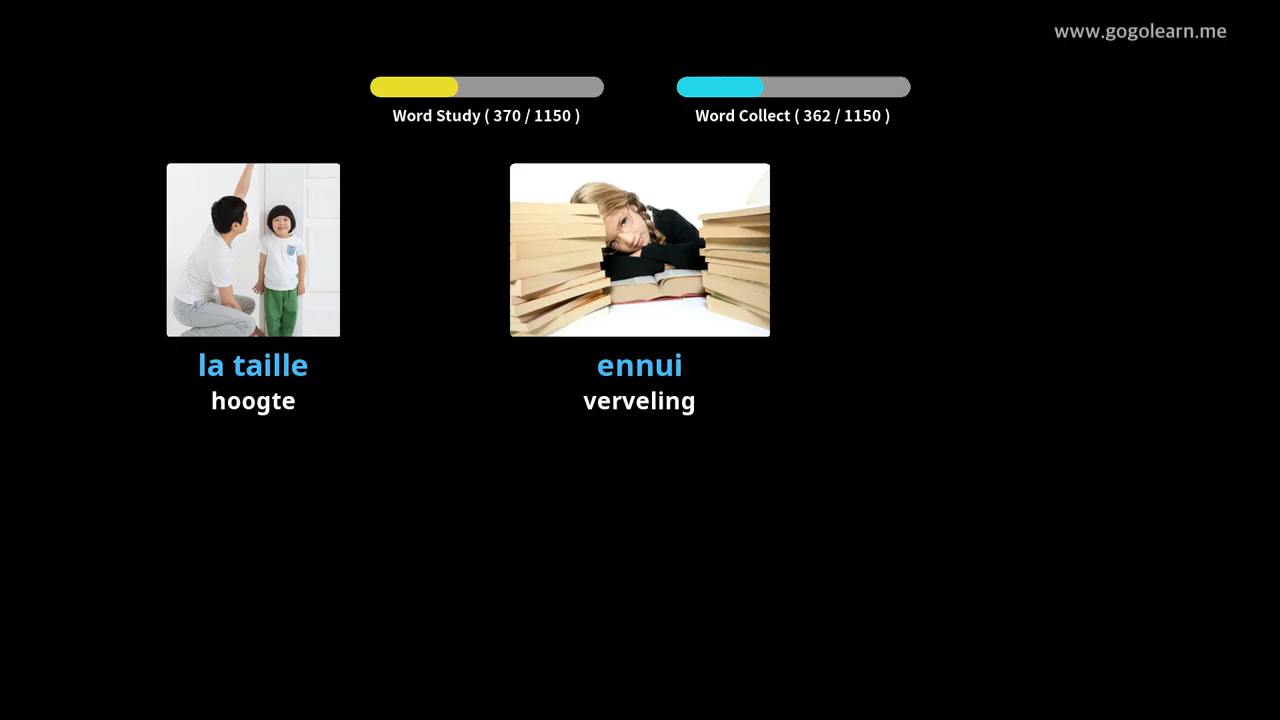 www.gogolearn.me
Word Study ( 370 / 1150 )
Word Collect ( 362 / 1150 )
la taille
hoogte
ennui
verveling